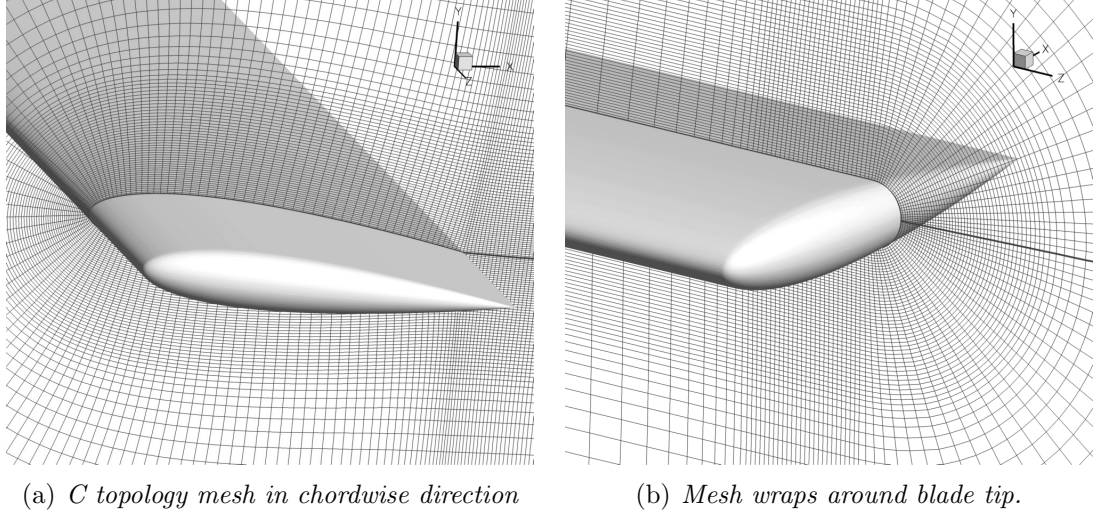 Y
X
Z
Y
X
Z
(a) C topology mesh in chordwise direction
(b) Mesh wraps around blade tip.